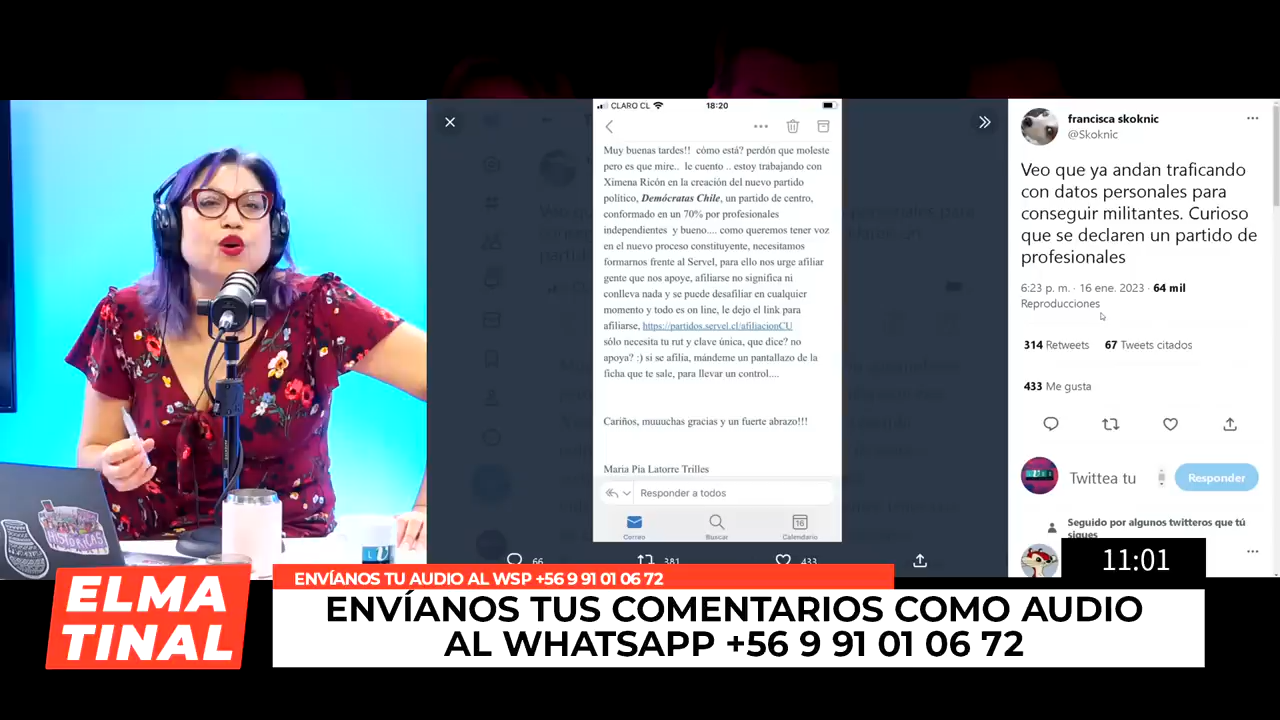 CLARO CL
18:20
Muy buenas tardes!! cómo está? perdón que moleste
pero es que mire.. le cuento .. estoy trabajando con
Ximena Ricón en la creación del nuevo partido
político, Demócratas Chile, un partido de centro,
conformado en un 70% por profesionales
independientes y bueno.... como queremos tener voz
en el nuevo proceso constituyente, necesitamos
formarnos frente al Servel, para ello nos urge afiliar
gente que nos apoye, afiliarse no significa ni
conlleva nada y se puede desafiliar en cualquier
momento y todo es on line, le dejo el link para
afiliarse, https://partidos.servel.cl/afiliacionCU
sólo necesita tu rut y clave única, que dice? no
apoya? :) si se afilia, mándeme un pantallazo de la
ficha que te sale, para llevar un control....
Cariños, muuuchas gracias y un fuerte abrazo!!!
Maria Pia Latorre Trilles
Responder a todos
16
Correo
Buscar
Calendario
66
381
433
francisca skoknic
@Skoknic
Veo que ya andan traficando
con datos personales para
conseguir militantes. Curioso
que se declaren un partido de
profesionales
6:23 p. m. · 16 ene. 2023 · 64 mil
Reproducciones
314 Retweets
67 Tweets citados
433 Me gusta
Twittea tu
Responder
Seguido por algunos twitteros que tú
sigues
11:01
HISTÓRICAS
ELMA
TINAL
ENVÍANOS TU AUDIO AL WSP +56 9 91 01 06 72
ENVÍANOS TUS COMENTARIOS COMO AUDIO
AL WHATSAPP +56 9 91 01 06 72